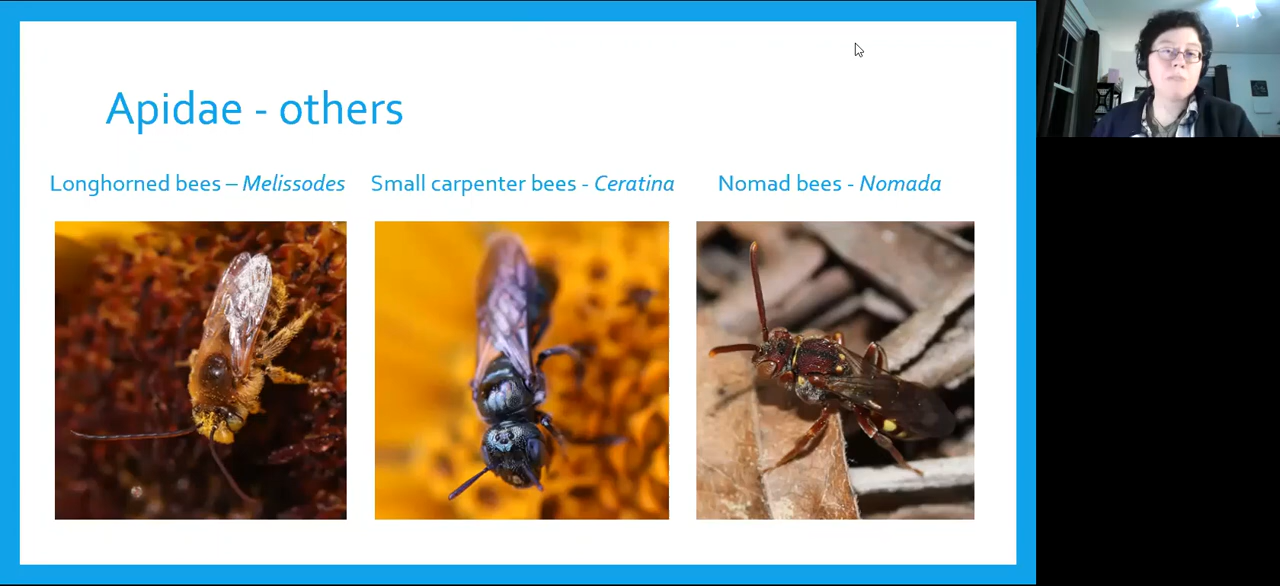 Apidae - others
Longhorned bees – Melissodes
Small carpenter bees - Ceratina
Nomad bees - Nomada